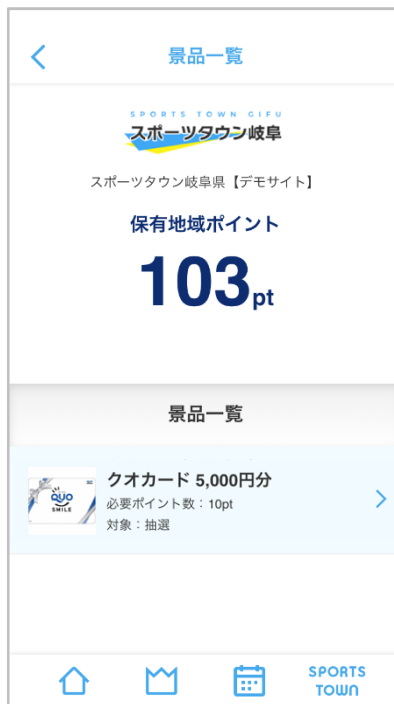 景品一覧
SPORTS TOWN GIFU
スポーツタウン岐阜
スポーツタウン岐阜県【デモサイト】
保有地域ポイント
103pt
景品一覧
QUO
SMILE
クオカード 5,000円分
必要ポイント数：10pt
対象：抽選
SPORTS
TOWN